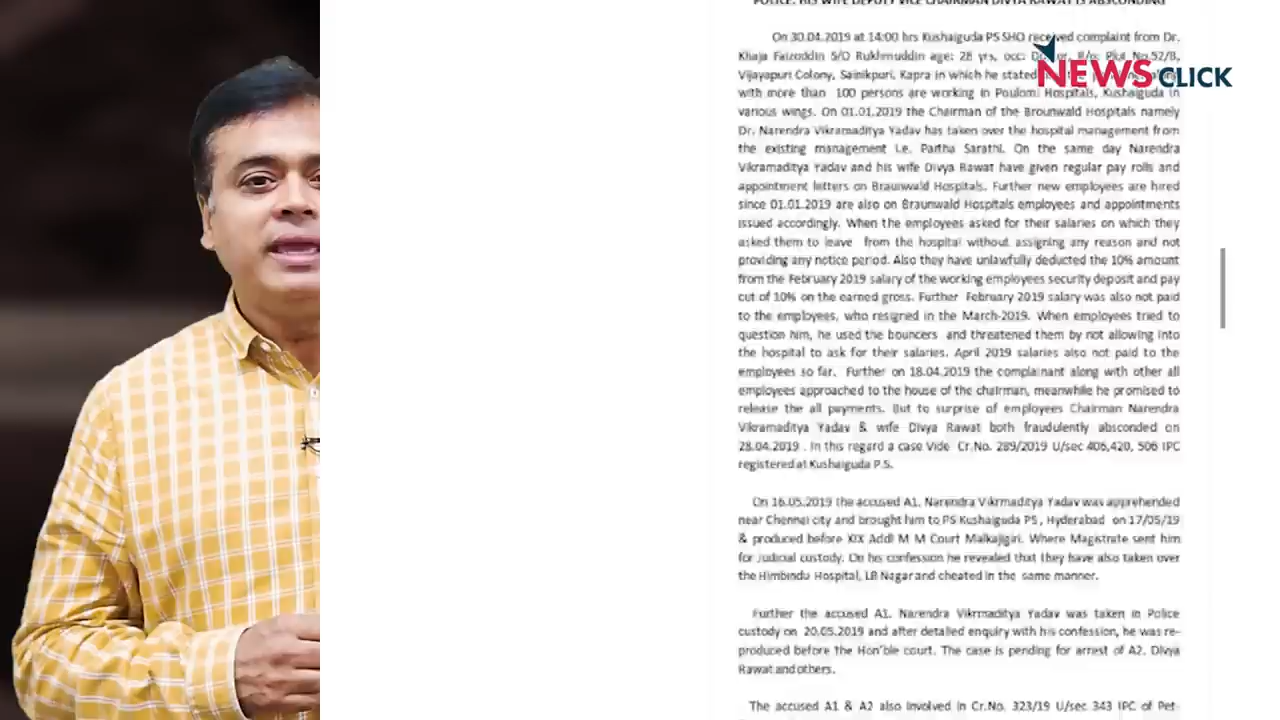 POLICE. HIS WIFE DEPUTY VICE CHAIRMAN DIVYA RAWAT IS ABSCONDING
On 30.04.2019 at 14:00 hrs Kushaiguda PS SHO received complaint from Dr.
Khaja Faizoddin S/O Rukhmuddin age: 28 yrs, occ: R/o: Plot No.52/B,
Vijayapuri Colony, Sainikpuri, Kapra in which he stated
with more than 100 persons are working in Poulomi Hospitals, Kushaiguda in
various wings. On 01.01.2019 the Chairman of the Brounwald Hospitals namely
Dr. Narendra Vikramaditya Yadav has taken over the hospital management from
the existing management i.e. Partha Sarathi. On the same day Narendra
Vikramaditya Yadav and his wife Divya Rawat have given regular pay rolls and
appointment letters on Braunwald Hospitals. Further new employees are hired
since 01.01.2019 are also on Braunwald Hospitals employees and appointments
issued accordingly. When the employees asked for their salaries on which they
asked them to leave from the hospital without assigning any reason and not
providing any notice period. Also they have unlawfully deducted the 10% amount
from the February 2019 salary of the working employees security deposit and pay
cut of 10% on the earned gross. Further February 2019 salary was also not paid
to the employees, who resigned in the March-2019. When employees tried to
question him, he used the bouncers and threatened them by not allowing into
the hospital to ask for their salaries. April 2019 salaries also not paid to the
employees so far. Further on 18.04.2019 the complainant along with other all
employees approached to the house of the chairman, meanwhile he promised to
release the all payments. But to surprise of employees Chairman Narendra
Vikramaditya Yadav & wife Divya Rawat both fraudulently absconded on
28.04.2019 . In this regard a case Vide Cr.No. 289/2019 U/sec 406,420, 506 IPC
registered at Kushaiguda P.S.
On 16.05.2019 the accused A1. Narendra Vikrmaditya Yadav was apprehended
near Chennai city and brought him to PS Kushaiguda PS , Hyderabad on 17/05/19
& produced before XIX Addl M M Court Malkajigiri. Where Magistrate sent him
for Judicial custody. On his confession he revealed that they have also taken over
the Himbindu Hospital, LB Nagar and cheated in the same manner.
Further the accused A1. Narendra Vikrmaditya Yadav was taken in Police
custody on 20.05.2019 and after detailed enquiry with his confession, he was re-
produced before the Hon'ble court. The case is pending for arrest of A2. Divya
Rawat and others.
The accused A1 & A2 also involved in Cr.No. 323/19 U/sec 343 IPC of Pet-
NEWSCLICK